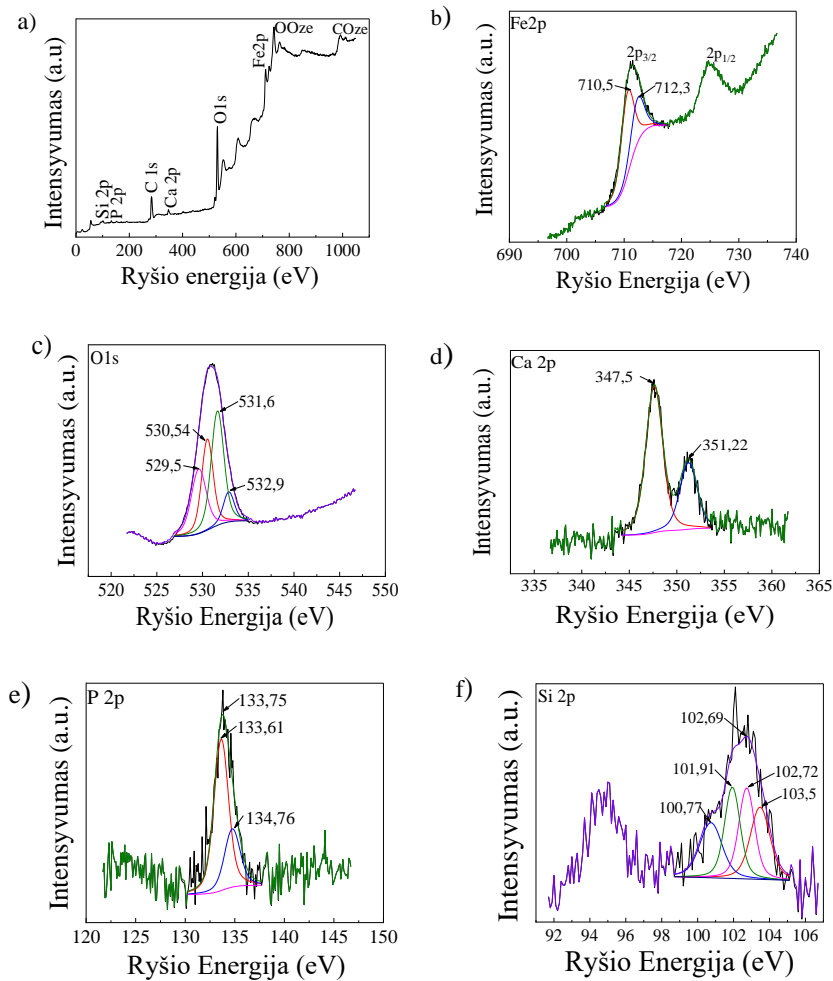 a)
Intensyvumas (a.u)
Si 2p
P 2p
C 1s
Ca 2p
O1s
Fe2p
OOze
COze
0 200 400 600 800 1000
Ryšio energija (eV)
b)
Intensyvumas (a.u.)
Fe2p
2p3/2
2p1/2
710,5
712,3
690 700 710 720 730 740
Ryšio Energija (eV)
c)
Intensyvumas (a.u.)
O1s
531,6
530,54
529,5
532,9
520 525 530 535 540 545 550
Ryšio Energija (eV)
d)
Intensyvumas (a.u.)
Ca 2p
347,5
351,22
335 340 345 350 355 360 365
Ryšio Energija (eV)
e)
Intensyvumas (a.u.)
P 2p
133,75
133,61
134,76
120 125 130 135 140 145 150
Ryšio Energija (eV)
f)
Intensyvumas (a.u.)
Si 2p
102,69
101,91
102,72
100,77
103,5
92 94 96 98 100 102 104 106
Ryšio Energija (eV)